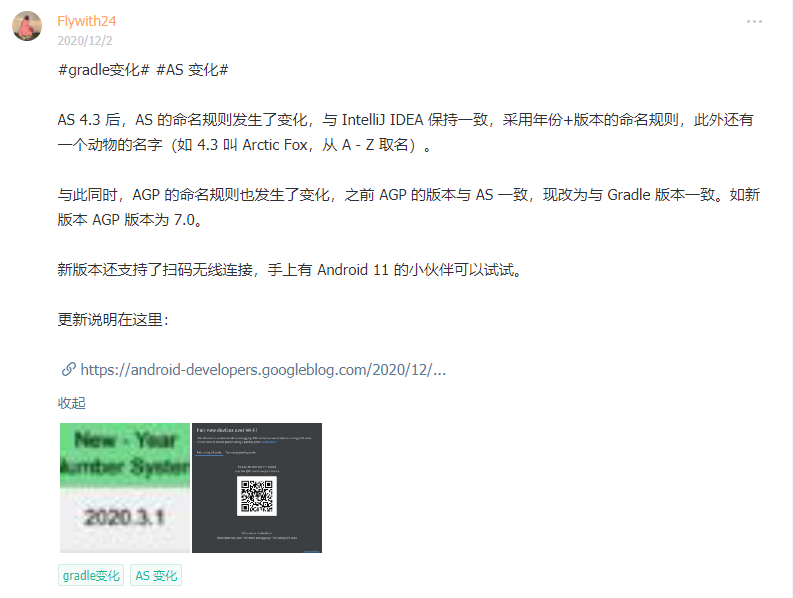 Flywith24
2020/12/2
#gradle变化# #AS 变化#
AS 4.3 后，AS 的命名规则发生了变化，与 IntelliJ IDEA 保持一致，采用年份+版本的命名规则，此外还有
一个动物的名字（如 4.3 叫 Arctic Fox，从 A - Z 取名）。
与此同时，AGP 的命名规则也发生了变化，之前 AGP 的版本与 AS 一致，现改为与 Gradle 版本一致。如新
版本 AGP 版本为 7.0。
新版本还支持了扫码无线连接，手上有 Android 11 的小伙伴可以试试。
更新说明在这里：
https://android-developers.googleblog.com/2020/12/...
收起
New - Year
Number System
2020.3.1
Pair new devices over Wi-Fi
gradle变化 AS 变化